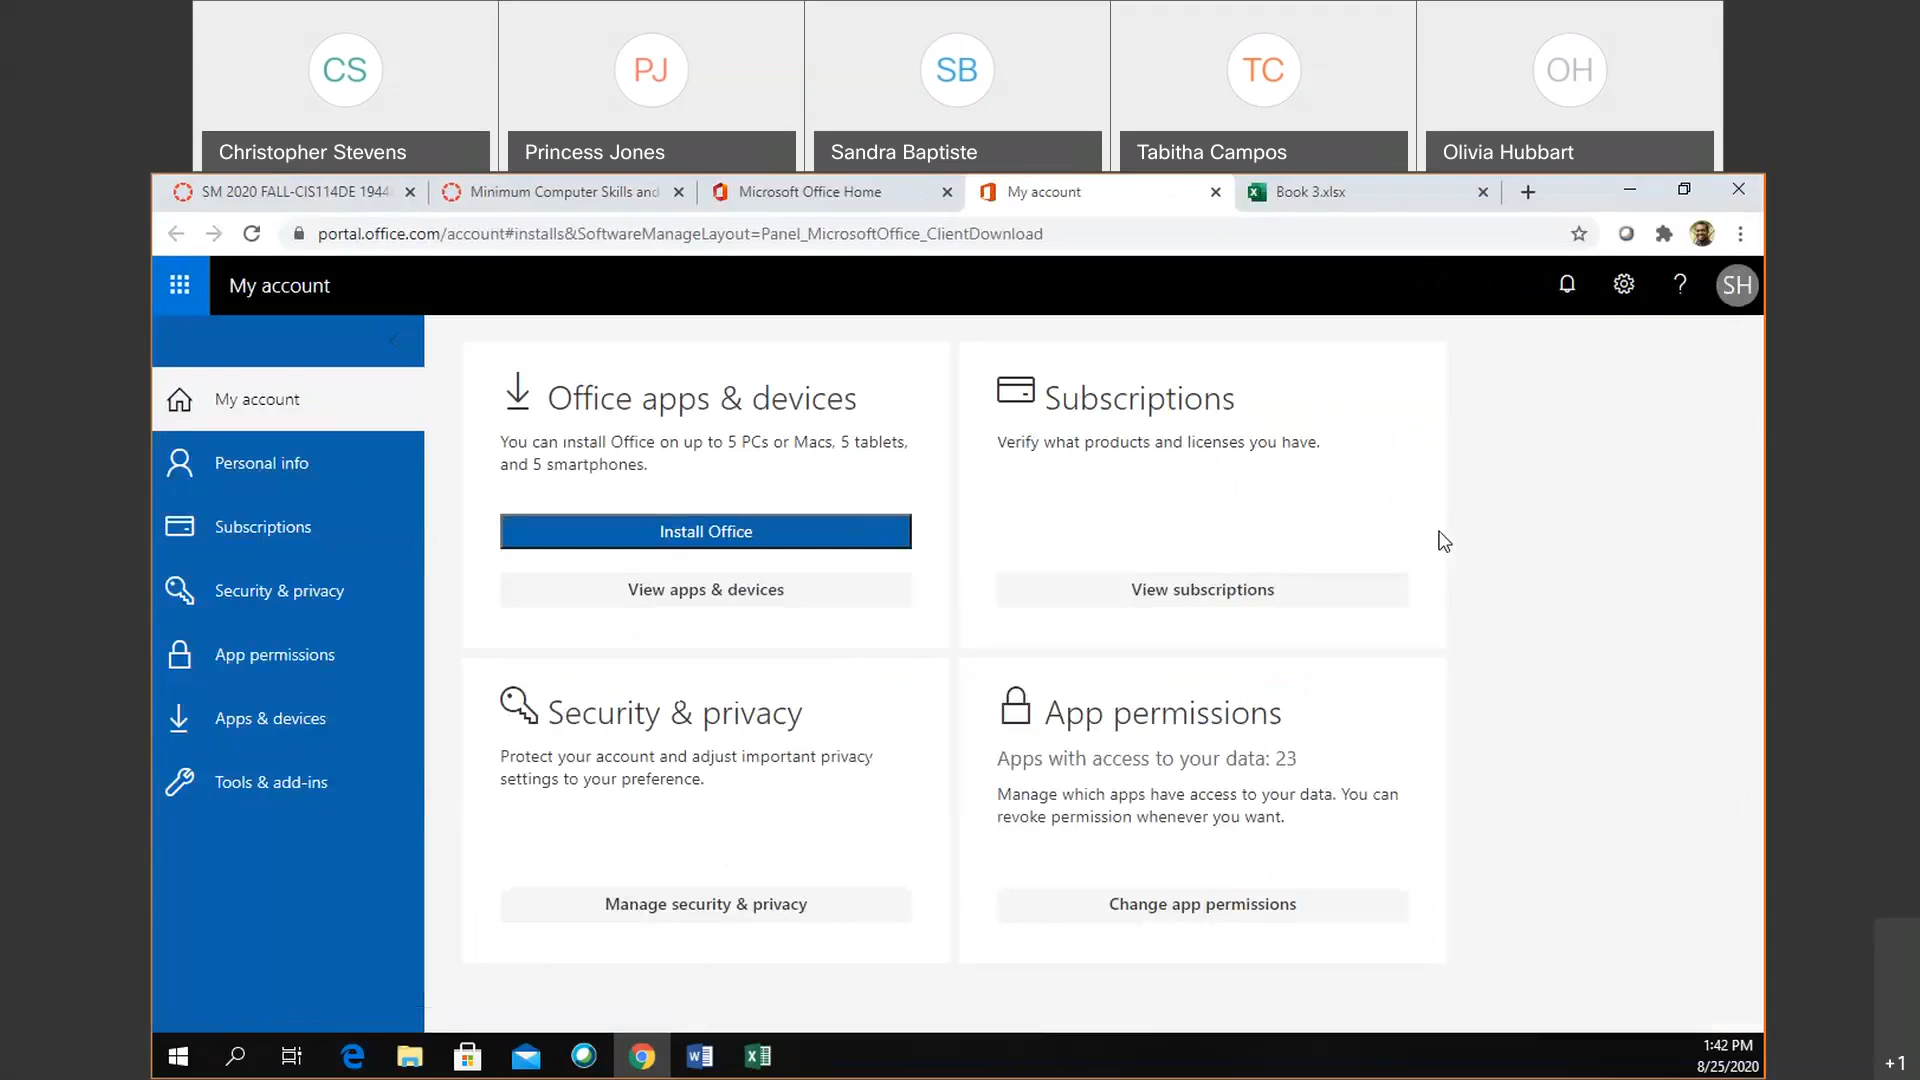 CS
PJ
SB
TC
OH
Christopher Stevens
Princess Jones
Sandra Baptiste
Tabitha Campos
Olivia Hubbart
SM 2020 FALL-CIS114DE 1944
Minimum Computer Skills and
Microsoft Office Home
My account
Book 3.xlsx
portal.office.com/account#installs&SoftwareManageLayout=Panel_MicrosoftOffice_ClientDownload
My account
SH
My account
Personal info
Subscriptions
Security & privacy
App permissions
Apps & devices
Tools & add-ins
Office apps & devices
You can install Office on up to 5 PCs or Macs, 5 tablets,
and 5 smartphones.
Install Office
View apps & devices
Subscriptions
Verify what products and licenses you have.
View subscriptions
Security & privacy
Protect your account and adjust important privacy
settings to your preference.
Manage security & privacy
App permissions
Apps with access to your data: 23
Manage which apps have access to your data. You can
revoke permission whenever you want.
Change app permissions
1:42 PM
8/25/2020
+1